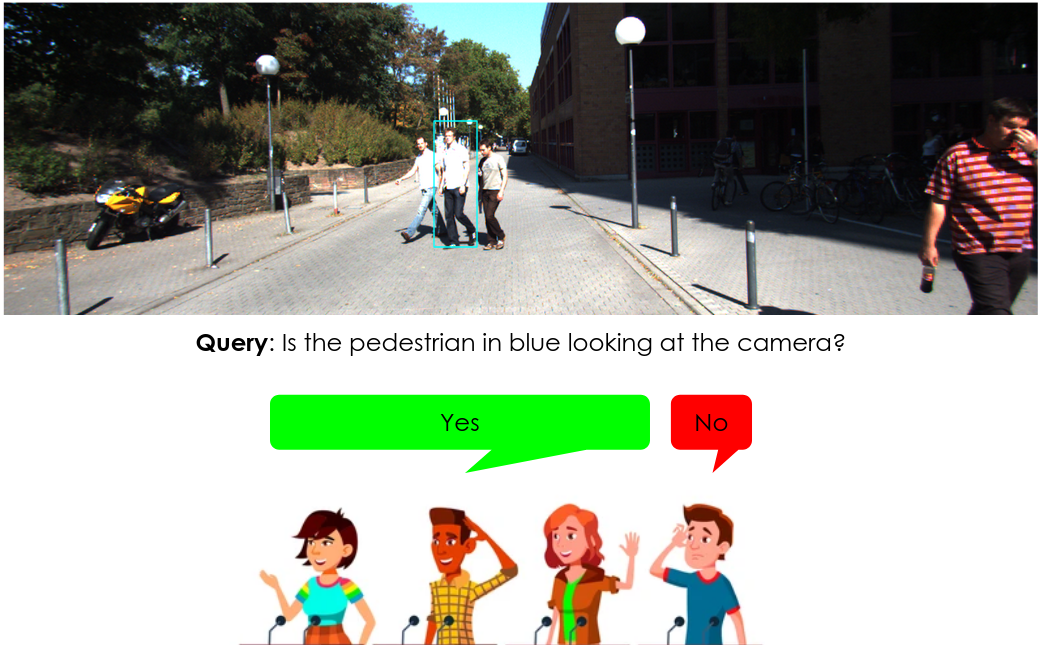 Query: Is the pedestrian in blue looking at the camera?
Yes
No